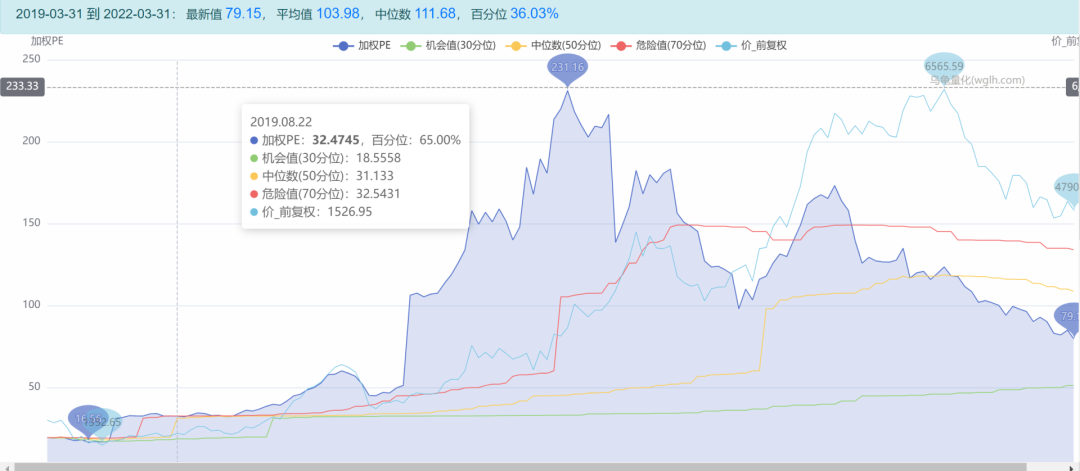 2019-03-31 到 2022-03-31： 最新值 79.15， 平均值 103.98， 中位数 111.68， 百分位 36.03%
加权PE
加权PE 机会值(30分位) 中位数(50分位) 危险值(70分位) 价_前复权
价_前
250
233.33
231.16
6565.59
乌龟量化(wglh.com)
6
200
2019.08.22
加权PE：32.4745，百分位：65.00%
机会值(30分位)：18.5558
中位数(50分位)：31.133
危险值(70分位)：32.5431
价_前复权：1526.95
4790
150
100
79.1
50
1392.65